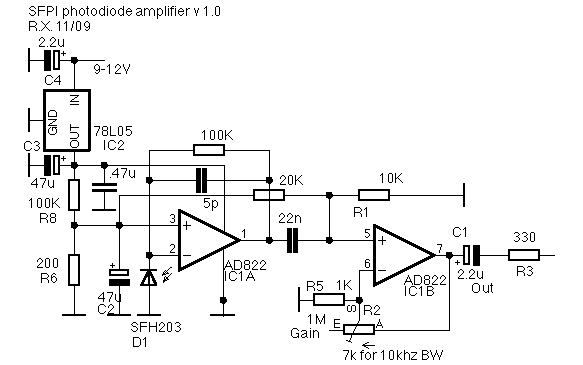 SFPI photodiode amplifier v 1.0
R.X. 11/09
2.2u
+
C4
9-12V
IN
GND
OUT
78L05
IC2
C3
+
47u
.47u
100K
R8
100K
5p
20K
10K
R1
22n
3
+
2
−
1
AD822
IC1A
5
+
6
−
7
AD822
IC1B
C1
+
2.2u
Out
330
R3
200
R6
+
47u
C2
SFH203
D1
R5
1K
R2
S
1M
Gain
E
A
7k for 10khz BW